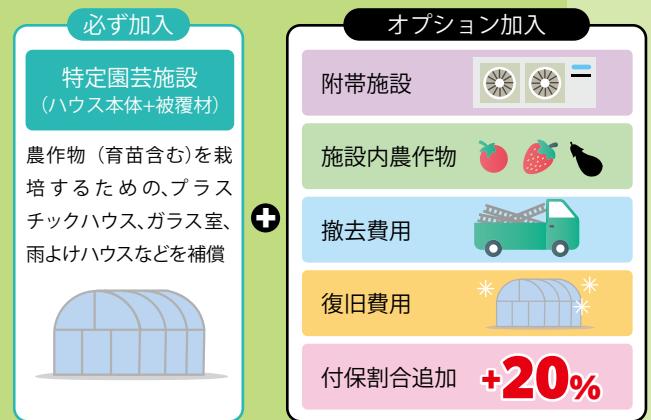 必ず加入
特定園芸施設
（ハウス本体+被覆材）
農作物（育苗含む）を栽
培するための、プラス
チックハウス、ガラス室、
雨よけハウスなどを補償
オプション加入
附帯施設
施設内農作物
撤去費用
復旧費用
付保割合追加 +20%